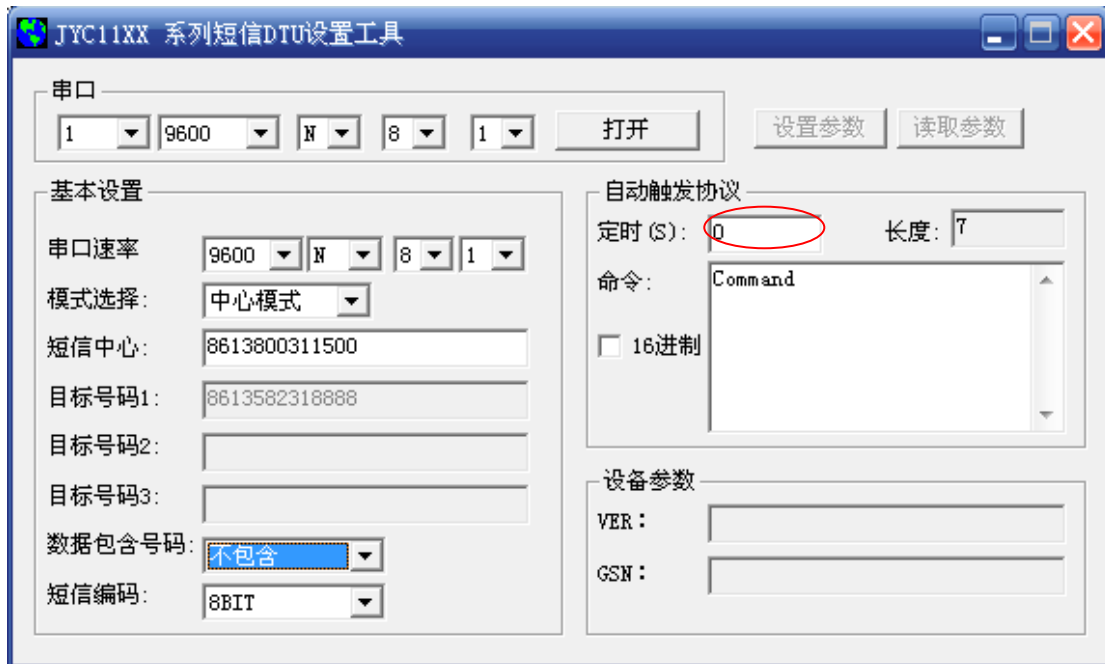 JYC11XX 系列短信DTU设置工具
串口
1 9600 N 8 1 打开 设置参数 读取参数
基本设置
串口速率 9600 N 8 1
模式选择: 中心模式
短信中心: 8613800311500
目标号码1: 8613582318888
目标号码2:
目标号码3:
数据包含号码: 不包含
短信编码: 8BIT
自动触发协议
定时(S): 0 长度: 7
命令: Command
16进制
设备参数
VER:
GSN: